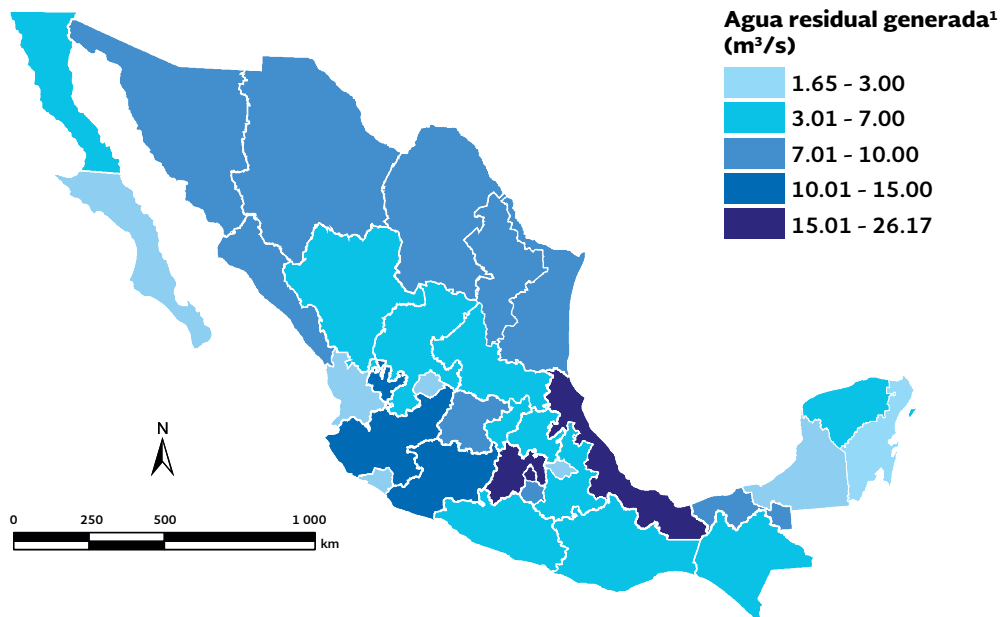 Agua residual generada¹
(m³/s)
1.65 - 3.00
3.01 - 7.00
7.01 - 10.00
10.01 - 15.00
15.01 - 26.17
N
0 250 500 1 000
km